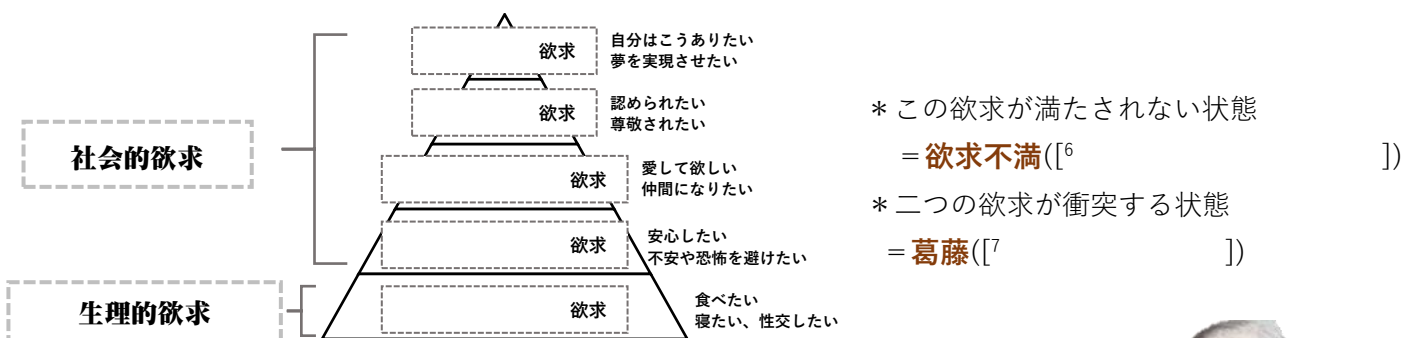 欲求
自分はこうありたい
夢を実現させたい
欲求
認められたい
尊敬されたい
社会的欲求
欲求
愛して欲しい
仲間になりたい
欲求
安心したい
不安や恐怖を避けたい
生理的欲求
欲求
食べたい
寝たい、性交したい
＊この欲求が満たされない状態
＝欲求不満([6 ])
＊二つの欲求が衝突する状態
＝葛藤([7 ])